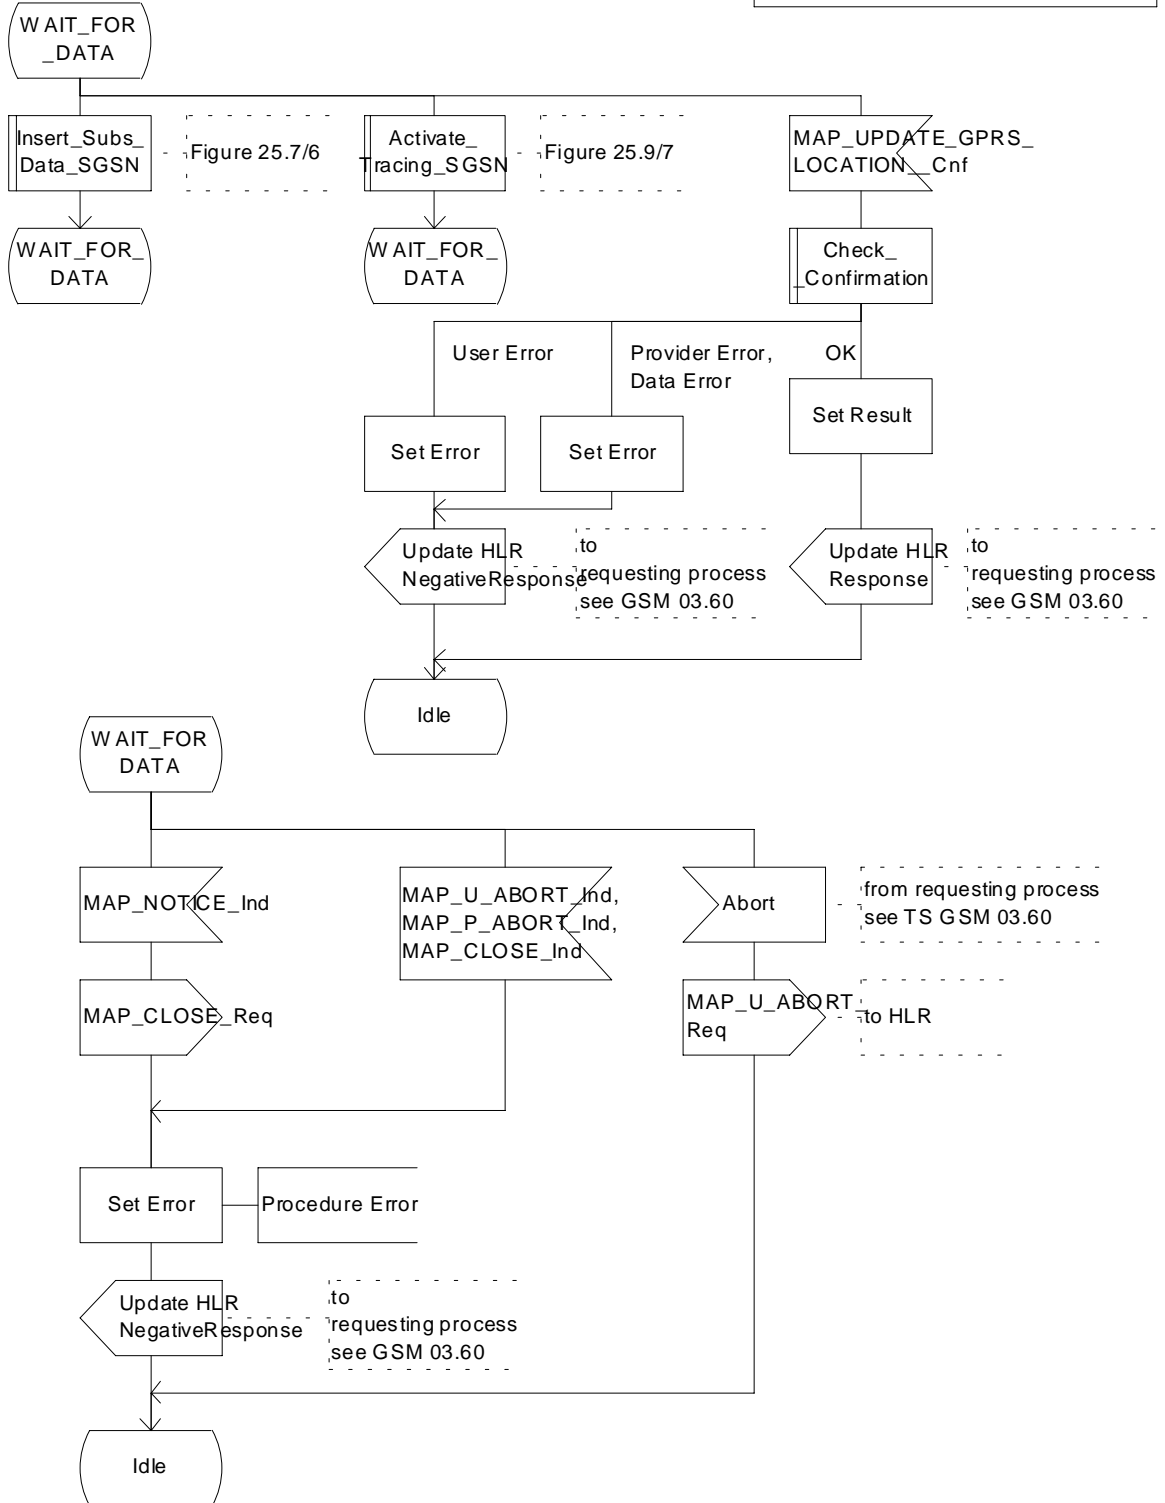 WAIT_FOR
_DATA
Insert_Subs_
Data_SGSN
Figure 25.7/6
Activate_
Tracing_SGSN
Figure 25.9/7
MAP_UPDATE_GPRS_
LOCATION__Cnf
WAIT_FOR_
DATA
WAIT_FOR_
DATA
Check_
_Confirmation
User Error
Provider Error,
Data Error
OK
Set Error
Set Error
Set Result
Update HLR
NegativeResponse
to
requesting process
see GSM 03.60
Update HLR
Response
to
requesting process
see GSM 03.60
Idle
WAIT_FOR
DATA
MAP_NOTICE_Ind
MAP_U_ABORT_Ind,
MAP_P_ABORT_Ind,
MAP_CLOSE_Ind
Abort
from requesting process
see TS GSM 03.60
MAP_CLOSE_Req
MAP_U_ABORT_
Req
to HLR
Set Error
Procedure Error
Update HLR
NegativeResponse
to
requesting process
see GSM 03.60
Idle